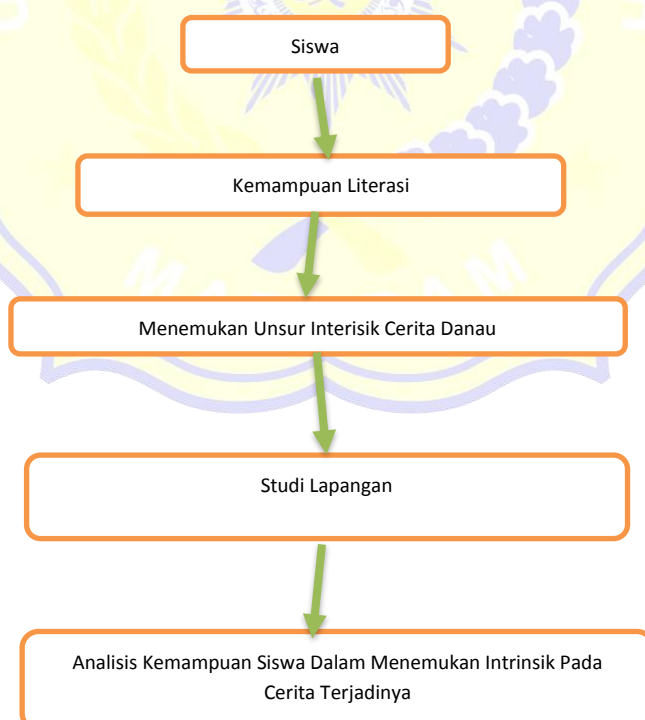 Siswa
Kemampuan Literasi
Menemukan Unsur Interisik Cerita Danau
Studi Lapangan
Analisis Kemampuan Siswa Dalam Menemukan Intrinsik Pada
Cerita Terjadinya